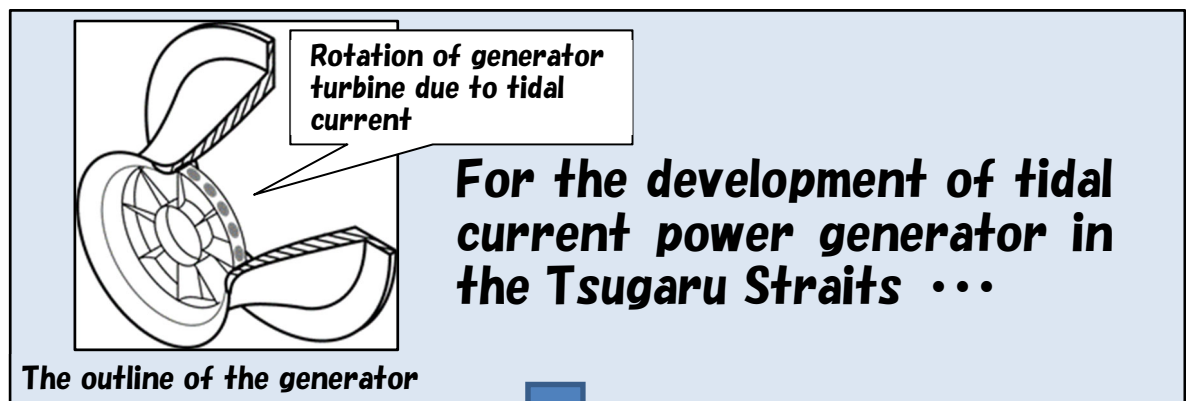 Rotation of generator
turbine due to tidal
current
For the development of tidal
current power generator in
the Tsugaru Straits ・・・
The outline of the generator